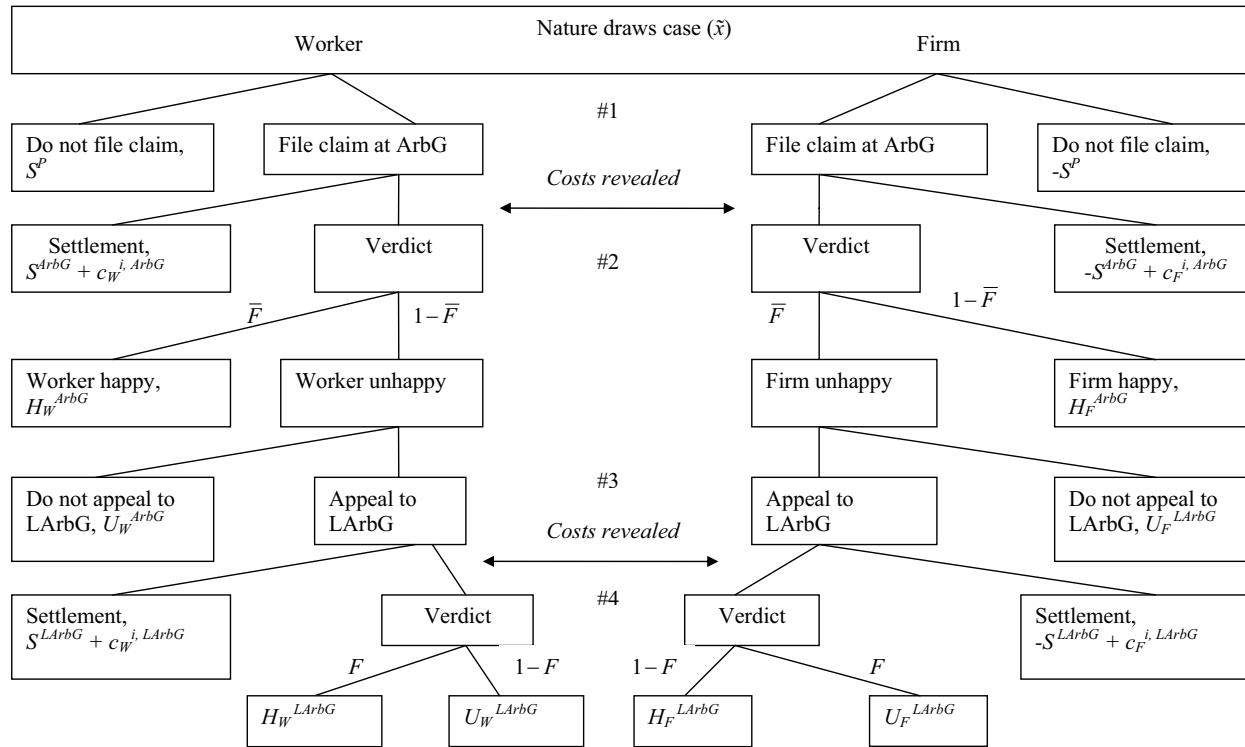 Nature draws case (x̃)
Worker Firm
#1
Do not file claim,
S^P
File claim at ArbG
File claim at ArbG
Do not file claim,
-S^P
Costs revealed
Settlement,
S^ArbG + c_W^i, ArbG
Verdict
#2
Verdict
Settlement,
-S^ArbG + c_F^i, ArbG
F̅ 1−F̅ F̅ 1−F̅
Worker happy,
H_W^ArbG
Worker unhappy
Firm unhappy
Firm happy,
H_F^ArbG
#3
Do not appeal to
LArbG, U_W^ArbG
Appeal to
LArbG
Appeal to
LArbG
Do not appeal to
LArbG, U_F^LArbG
Costs revealed
#4
Settlement,
S^LArbG + c_W^i, LArbG
Verdict
Verdict
Settlement,
-S^LArbG + c_F^i, LArbG
F 1−F 1−F F
H_W^LArbG U_W^LArbG H_F^LArbG U_F^LArbG